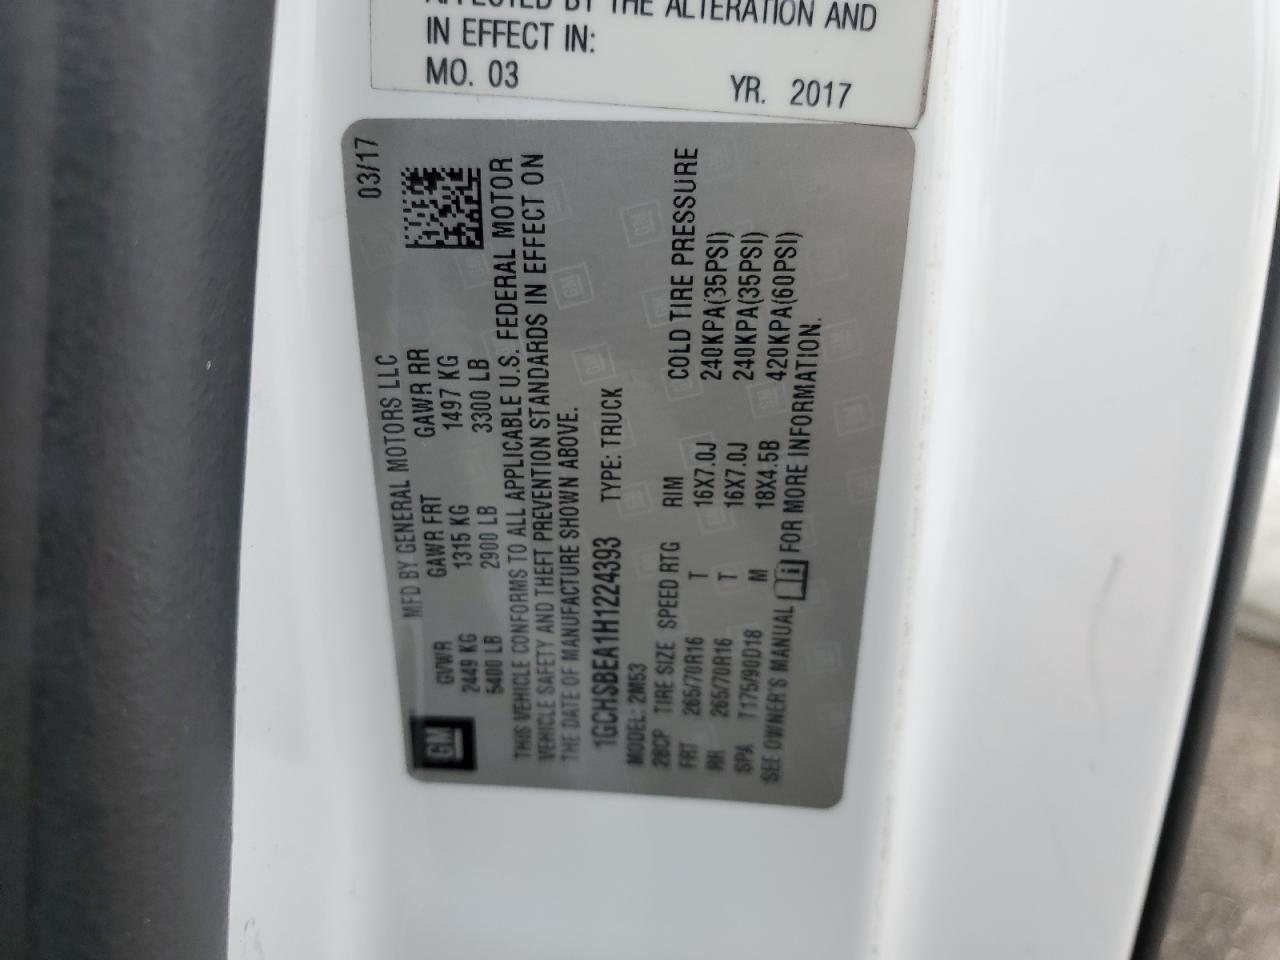 AFFECTED BY THE ALTERATION AND
IN EFFECT IN:
MO. 03 YR. 2017
03/17
MFD BY GENERAL MOTORS LLC
GVWR GAWR FRT GAWR RR
2449 KG 1315 KG 1497 KG
5400 LB 2900 LB 3300 LB
GM
THIS VEHICLE CONFORMS TO ALL APPLICABLE U.S. FEDERAL MOTOR
VEHICLE SAFETY AND THEFT PREVENTION STANDARDS IN EFFECT ON
THE DATE OF MANUFACTURE SHOWN ABOVE.
1GCHSBEA1H1224393 TYPE: TRUCK
MODEL: 2M53
28CP TIRE SIZE SPEED RTG RIM COLD TIRE PRESSURE
FRT 265/70R16 T 16X7.0J 240KPA(35PSI)
RR 265/70R16 T 16X7.0J 240KPA(35PSI)
SPA T175/90D18 M 18X4.5B 420KPA(60PSI)
SEE OWNER'S MANUAL i FOR MORE INFORMATION.